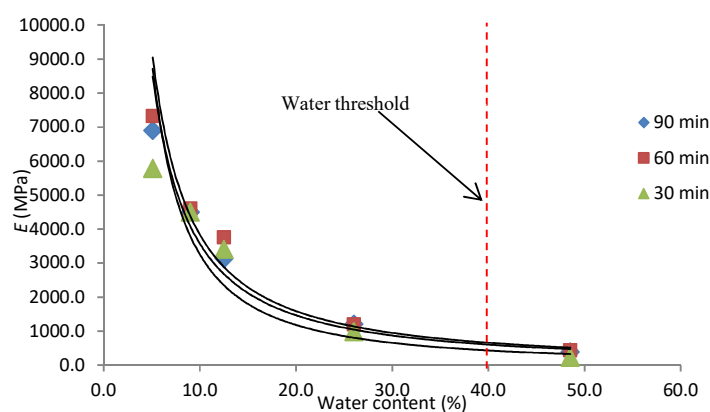 10000.0
9000.0
8000.0
7000.0
6000.0
5000.0
4000.0
3000.0
2000.0
1000.0
0.0
E (MPa)
Water threshold
90 min
60 min
30 min
0.0 10.0 20.0 30.0 40.0 50.0 60.0
Water content (%)